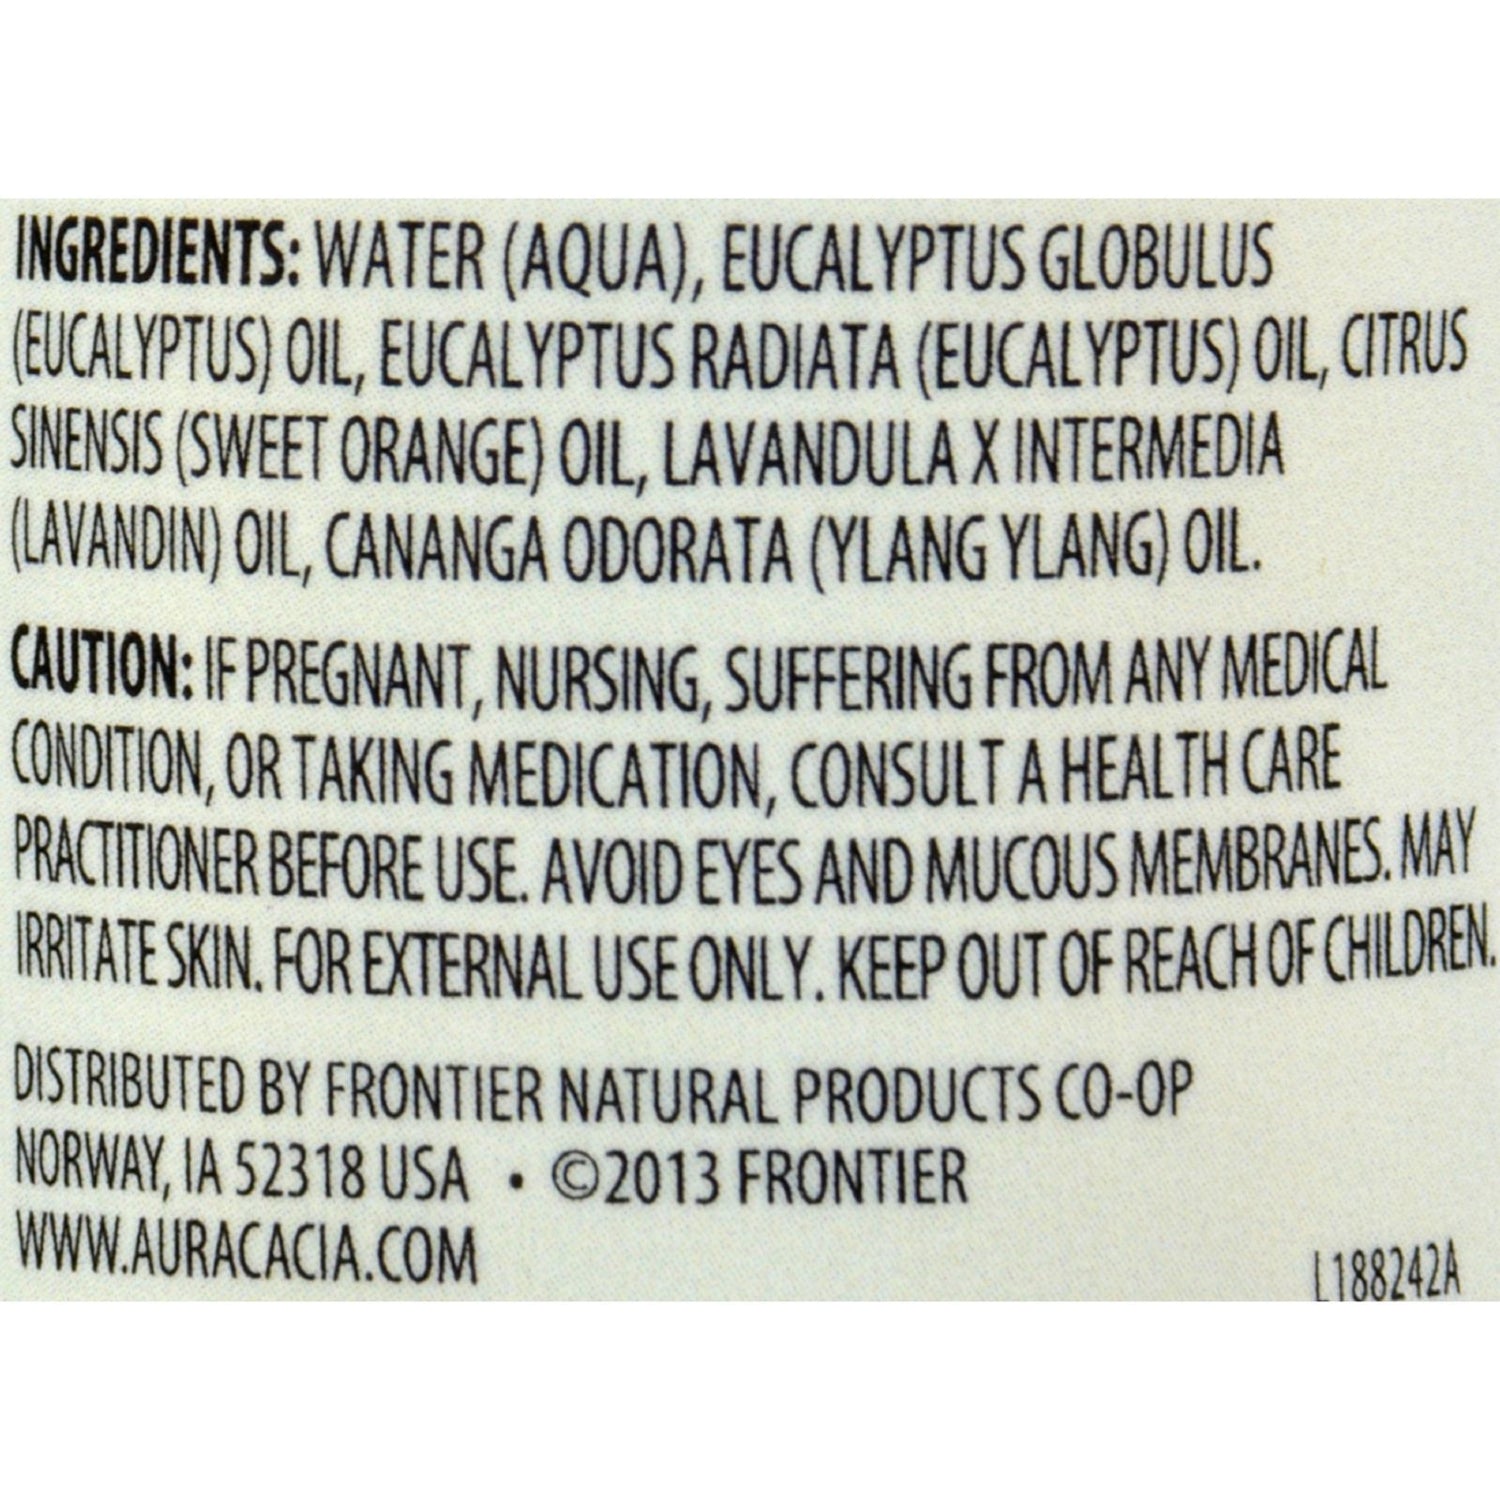 INGREDIENTS: WATER (AQUA), EUCALYPTUS GLOBULUS
(EUCALYPTUS) OIL, EUCALYPTUS RADIATA (EUCALYPTUS) OIL, CITRUS
SINENSIS (SWEET ORANGE) OIL, LAVANDULA X INTERMEDIA
(LAVANDIN) OIL, CANANGA ODORATA (YLANG YLANG) OIL.
CAUTION: IF PREGNANT, NURSING, SUFFERING FROM ANY MEDICAL
CONDITION, OR TAKING MEDICATION, CONSULT A HEALTH CARE
PRACTITIONER BEFORE USE. AVOID EYES AND MUCOUS MEMBRANES. MAY
IRRITATE SKIN. FOR EXTERNAL USE ONLY. KEEP OUT OF REACH OF CHILDREN.
DISTRIBUTED BY FRONTIER NATURAL PRODUCTS CO-OP
NORWAY, IA 52318 USA • ©2013 FRONTIER
WWW.AURACACIA.COM
L188242A